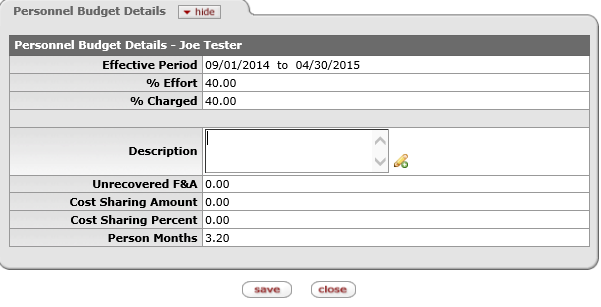 Personnel Budget Details hide
Personnel Budget Details - Joe Tester
Effective Period 09/01/2014 to 04/30/2015
% Effort 40.00
% Charged 40.00
Description
Unrecovered F&A 0.00
Cost Sharing Amount 0.00
Cost Sharing Percent 0.00
Person Months 3.20
save close